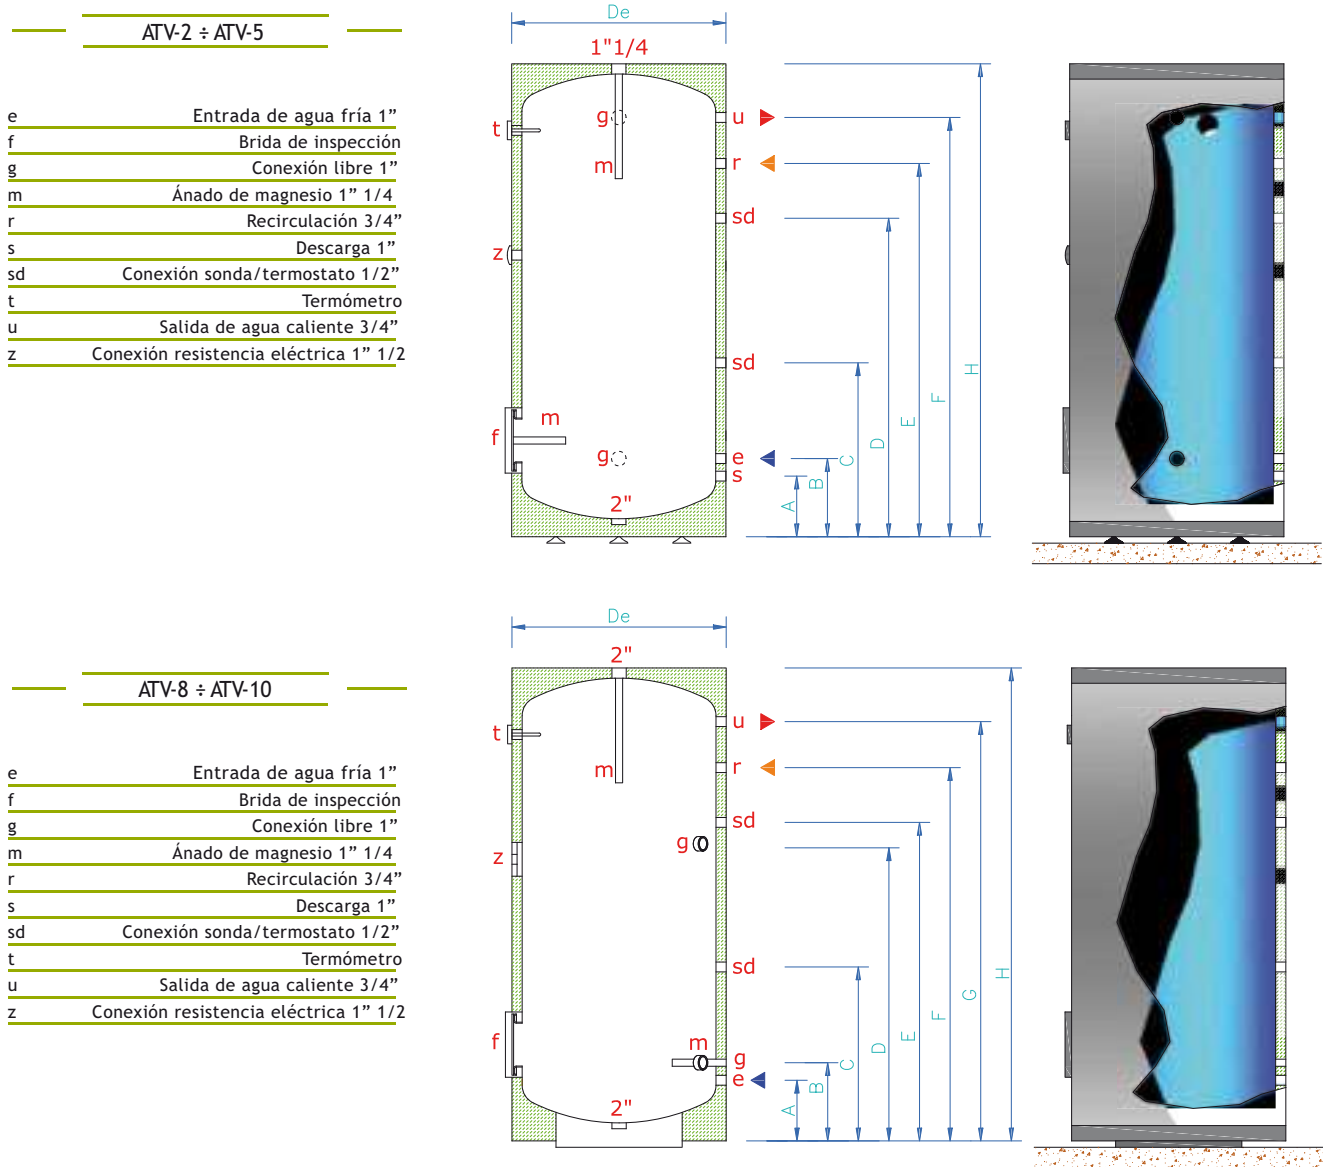 ATV-2 ÷ ATV-5
e Entrada de agua fría 1”
f Brida de inspección
g Conexión libre 1”
m Ánado de magnesio 1” 1/4
r Recirculación 3/4”
s Descarga 1”
sd Conexión sonda/termostato 1/2”
t Termómetro
u Salida de agua caliente 3/4”
z Conexión resistencia eléctrica 1” 1/2
De
1"1/4
g
u
t
m
r
sd
z
sd
H
F
E
D
C
B
A
m
f
g
e
s
2"
ATV-8 ÷ ATV-10
e Entrada de agua fría 1”
f Brida de inspección
g Conexión libre 1”
m Ánado de magnesio 1” 1/4
r Recirculación 3/4”
s Descarga 1”
sd Conexión sonda/termostato 1/2”
t Termómetro
u Salida de agua caliente 3/4”
z Conexión resistencia eléctrica 1” 1/2
De
2"
u
t
m
r
sd
g
z
sd
H
G
F
E
D
C
B
A
f
m
g
e
2"